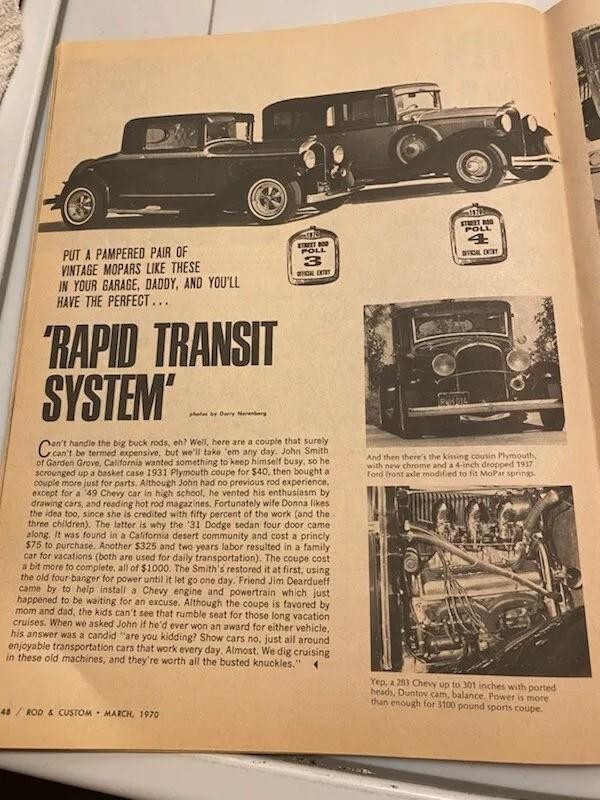 1970
STREET ROD
POLL
3
OFFICIAL ENTRY
1970
STREET ROD
POLL
4
OFFICIAL ENTRY
PUT A PAMPERED PAIR OF
VINTAGE MOPARS LIKE THESE
IN YOUR GARAGE, DADDY, AND YOU'LL
HAVE THE PERFECT...
'RAPID TRANSIT
SYSTEM'
photos by Darry Norenberg
Can't handle the big buck rods, eh? Well, here are a couple that surely
can't be termed expensive, but we'll take 'em any day. John Smith
of Garden Grove, California wanted something to keep himself busy, so he
scrounged up a basket case 1931 Plymouth coupe for $40, then bought a
couple more just for parts. Although John had no previous rod experience,
except for a '49 Chevy car in high school, he vented his enthusiasm by
drawing cars, and reading hot rod magazines. Fortunately wife Donna likes
the idea too, since she is credited with fifty percent of the work (and the
three children). The latter is why the '31 Dodge sedan four door came
along. It was found in a California desert community and cost a princly
$75 to purchase. Another $325 and two years labor resulted in a family
car for vacations (both are used for daily transportation). The coupe cost
a bit more to complete, all of $1000. The Smith's restored it at first, using
the old four-banger for power until it let go one day. Friend Jim Beardueff
came by to help install a Chevy engine and powertrain which just
happened to be waiting for an excuse. Although the coupe is favored by
mom and dad, the kids can't see that rumble seat for those long vacation
cruises. When we asked John if he'd ever won an award for either vehicle,
his answer was a candid "are you kidding? Show cars no, just all around
enjoyable transportation cars that work every day. Almost. We dig cruising
in these old machines, and they're worth all the busted knuckles."
And then there's the kissing cousin Plymouth,
with new chrome and a 4-inch dropped 1937
Ford front axle modified to fit MoPar springs.
Yep, a 283 Chevy up to 301 inches with ported
heads, Duntov cam, balance. Power is more
than enough for 3100 pound sports coupe.
48 / ROD & CUSTOM • MARCH, 1970